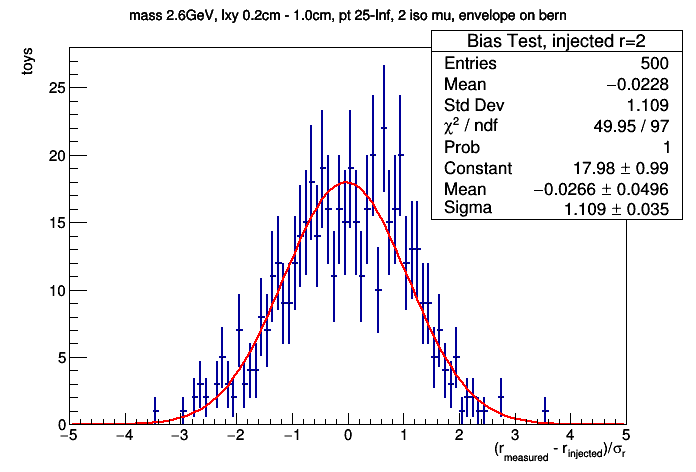 mass 2.6GeV, lxy 0.2cm - 1.0cm, pt 25-Inf, 2 iso mu, envelope on bern
Bias Test, injected r=2
Entries 500
Mean −0.0228
Std Dev 1.109
χ² / ndf 49.95 / 97
Prob 1
Constant 17.98 ± 0.99
Mean −0.0266 ± 0.0496
Sigma 1.109 ± 0.035
toys
25
20
15
10
5
0
−5 −4 −3 −2 −1 0 1 2 3 4 5
(r_measured - r_injected)/σ_r